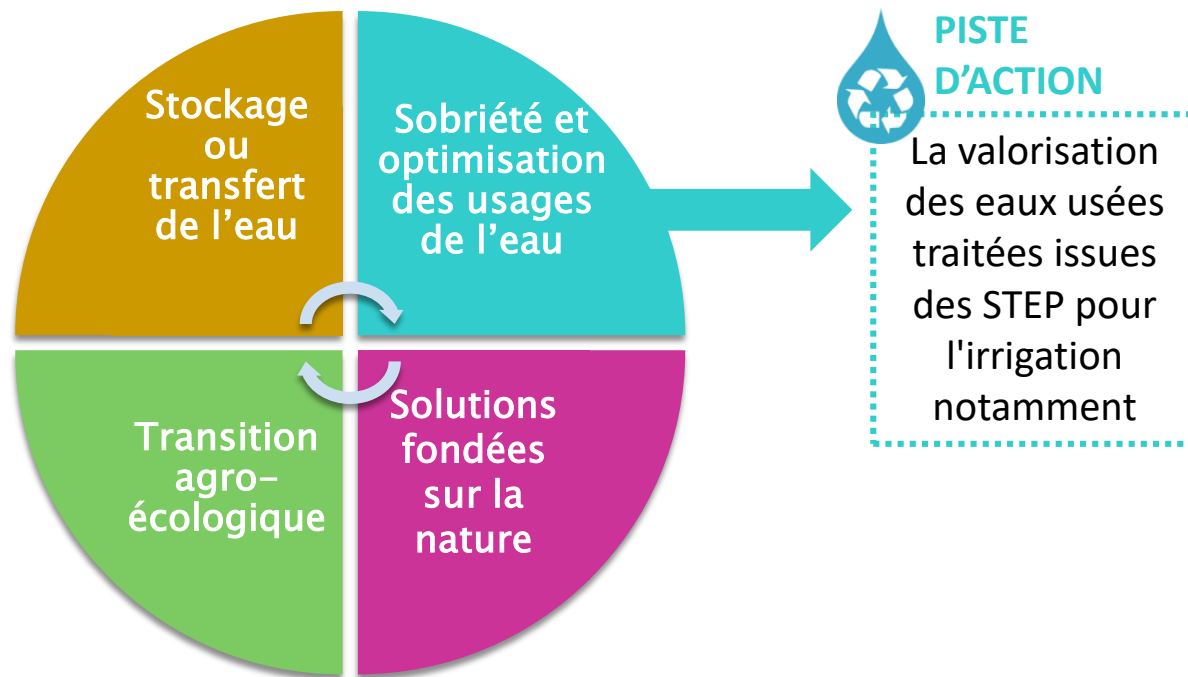 Stockage
ou
transfert
de l’eau
Sobriété et
optimisation
des usages
de l’eau
Transition
agro-
écologique
Solutions
fondées
sur la
nature
PISTE
D’ACTION
La valorisation
des eaux usées
traitées issues
des STEP pour
l'irrigation
notamment